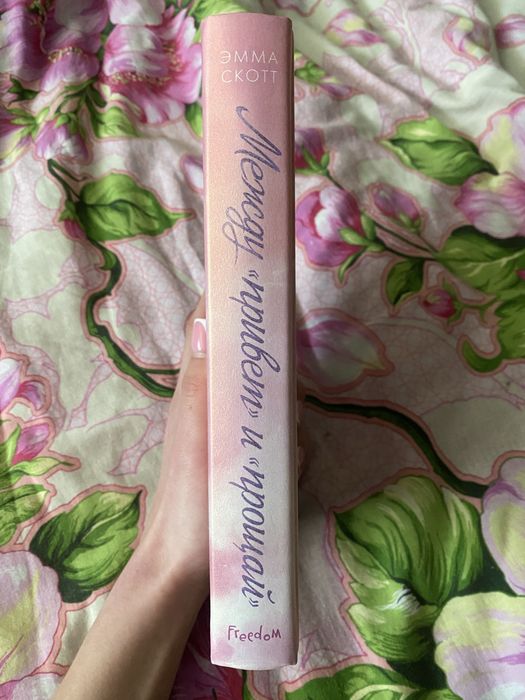 ЭММА
СКОТТ
Между «привет» и «прощай»
Freedom